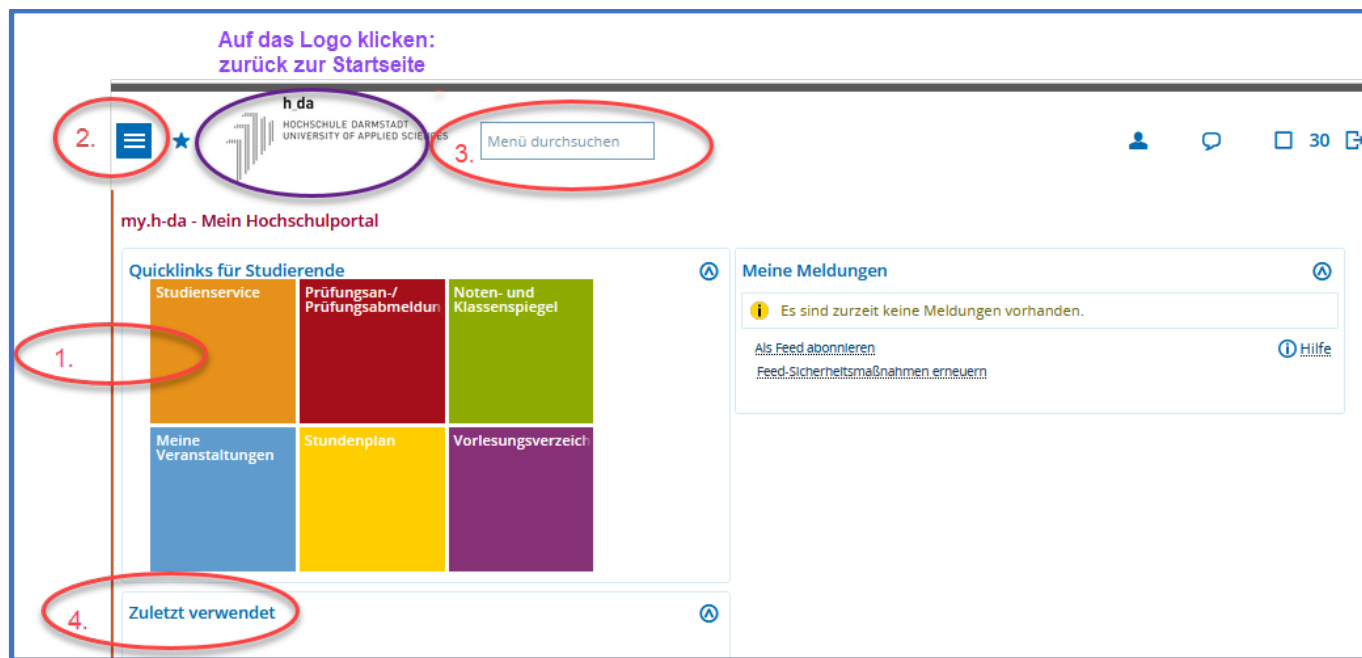 Auf das Logo klicken:
zurück zur Startseite
2.
h_da
HOCHSCHULE DARMSTADT
UNIVERSITY OF APPLIED SCIENCES
3.
Menü durchsuchen
30
my.h-da - Mein Hochschulportal
Quicklinks für Studierende
Studienservice
Prüfungsan-/
Prüfungsabmeldun
Noten- und
Klassenspiegel
1.
Meine
Veranstaltungen
Stundenplan
Vorlesungsverzeich
4.
Zuletzt verwendet
Meine Meldungen
Es sind zurzeit keine Meldungen vorhanden.
Als Feed abonnieren
Hilfe
Feed-Sicherheitsmaßnahmen erneuern